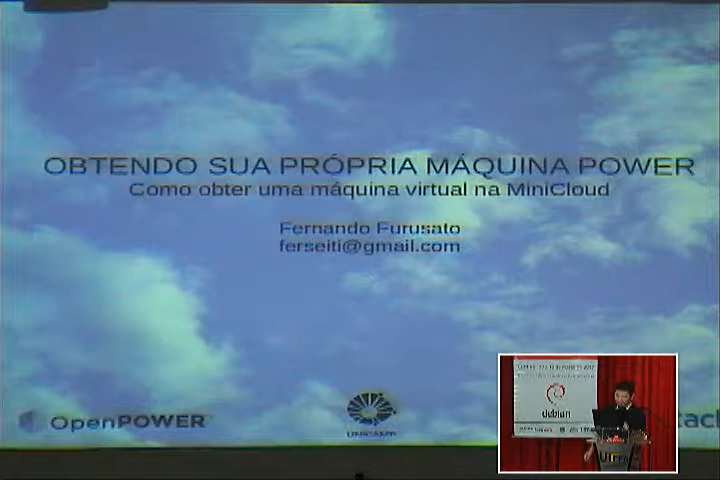 OBTENDO SUA PRÓPRIA MÁQUINA POWER
Como obter uma máquina virtual na MiniCloud
Fernando Furusato
ferseiti@gmail.com
OpenPOWER
UNICAMP
debian